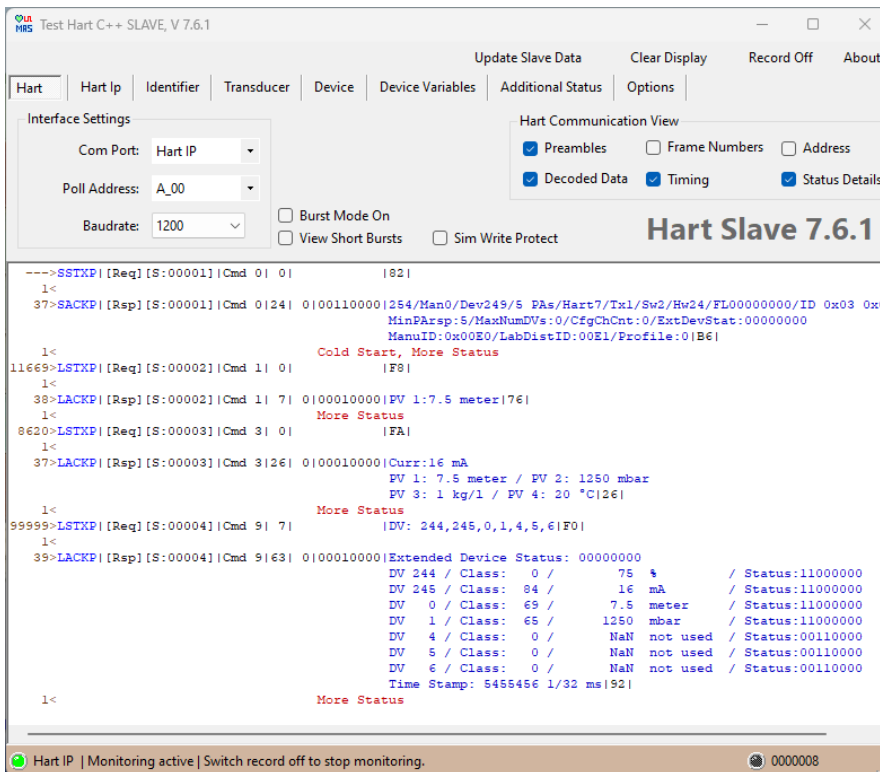 MAS Test Hart C++ SLAVE, V 7.6.1
Update Slave Data Clear Display Record Off About
Hart Hart Ip Identifier Transducer Device Device Variables Additional Status Options
Interface Settings
Com Port: Hart IP
Poll Address: A_00
Baudrate: 1200
Burst Mode On
View Short Bursts
Sim Write Protect
Hart Communication View
Preambles Frame Numbers Address
Decoded Data Timing Status Details
Hart Slave 7.6.1
--->SSTXP|[Req][S:00001]|Cmd 0| 0| |82|
1<
37>SACKP|[Rsp][S:00001]|Cmd 0|24| 0|00110000|254/Man0/Dev249/5 PAs/Hart7/Tx1/Sw2/Hw24/FL00000000/ID 0x03 0x
MinPArsp:5/MaxNumDVs:0/CfgChCnt:0/ExtDevStat:00000000
ManuID:0x00E0/LabDistID:00E1/Profile:0|B6|
1< Cold Start, More Status
11669>LSTXP|[Req][S:00002]|Cmd 1| 0| |F8|
1<
38>LACKP|[Rsp][S:00002]|Cmd 1| 7| 0|00010000|PV 1:7.5 meter|76|
1< More Status
8620>LSTXP|[Req][S:00003]|Cmd 3| 0| |FA|
1<
37>LACKP|[Rsp][S:00003]|Cmd 3|26| 0|00010000|Curr:16 mA
PV 1: 7.5 meter / PV 2: 1250 mbar
PV 3: 1 kg/l / PV 4: 20 °C|26|
1< More Status
99999>LSTXP|[Req][S:00004]|Cmd 9| 7| |DV: 244,245,0,1,4,5,6|F0|
1<
39>LACKP|[Rsp][S:00004]|Cmd 9|63| 0|00010000|Extended Device Status: 00000000
DV 244 / Class: 0 / 75 % / Status:11000000
DV 245 / Class: 84 / 16 mA / Status:11000000
DV 0 / Class: 69 / 7.5 meter / Status:11000000
DV 1 / Class: 65 / 1250 mbar / Status:11000000
DV 4 / Class: 0 / NaN not used / Status:00110000
DV 5 / Class: 0 / NaN not used / Status:00110000
DV 6 / Class: 0 / NaN not used / Status:00110000
Time Stamp: 5455456 1/32 ms|92|
1< More Status
Hart IP | Monitoring active | Switch record off to stop monitoring. 0000008